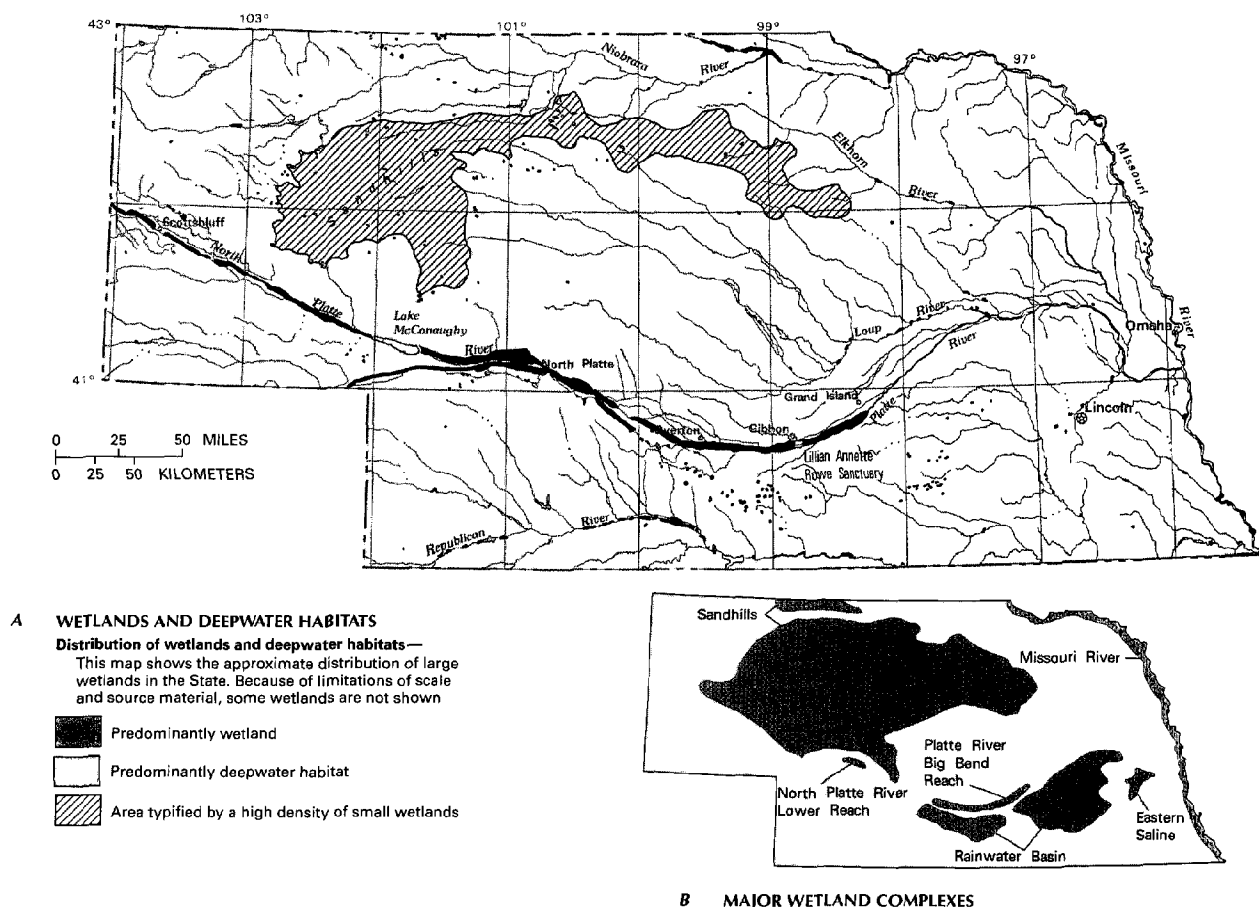 43°
103°
101°
99°
97°
Niobrara
River
Elkhorn
River
Missouri
River
Sandhills
Scottsbluff
North
Platte
River
Lake
McConaughy
North Platte
Loup
River
River
Platte
Omaha
41°
Grand Island
Lincoln
Overton
Gibbon
Lillian Annette
Rowe Sanctuary
Republican
River
0 25 50 MILES
0 25 50 KILOMETERS
A WETLANDS AND DEEPWATER HABITATS
Distribution of wetlands and deepwater habitats—
This map shows the approximate distribution of large
wetlands in the State. Because of limitations of scale
and source material, some wetlands are not shown
Predominantly wetland
Predominantly deepwater habitat
Area typified by a high density of small wetlands
Sandhills
Missouri River
Platte River
Big Bend
Reach
North Platte River
Lower Reach
Eastern
Saline
Rainwater Basin
B MAJOR WETLAND COMPLEXES